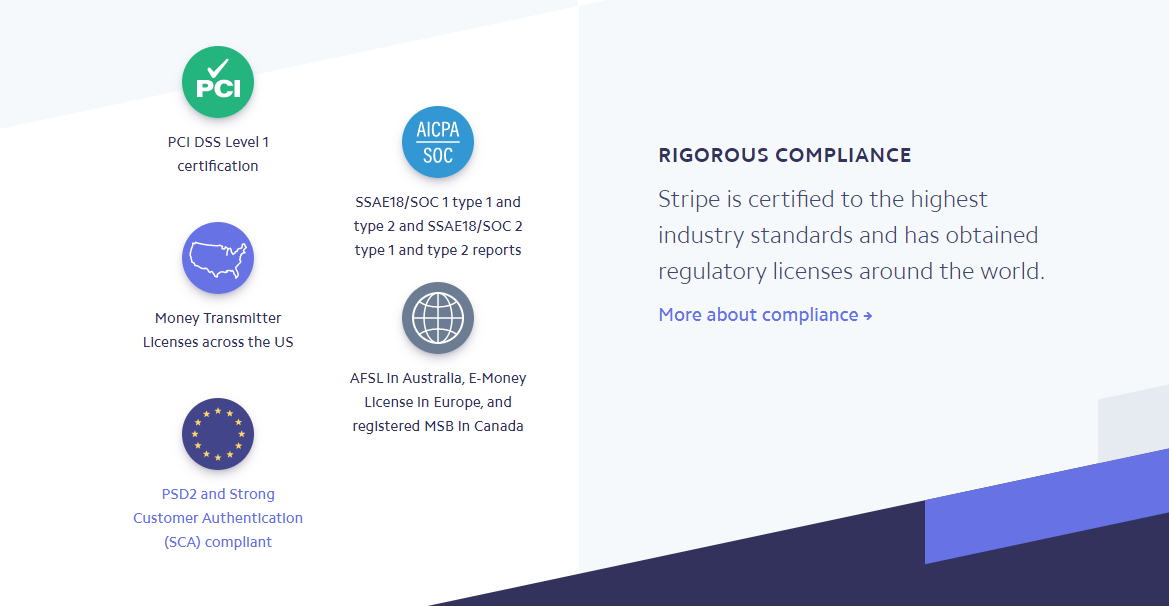 PCI
PCI DSS Level 1
certification
AICPA
SOC
SSAE18/SOC 1 type 1 and
type 2 and SSAE18/SOC 2
type 1 and type 2 reports
Money Transmitter
Licenses across the US
AFSL in Australia, E-Money
License in Europe, and
registered MSB in Canada
PSD2 and Strong
Customer Authentication
(SCA) compliant
RIGOROUS COMPLIANCE
Stripe is certified to the highest
industry standards and has obtained
regulatory licenses around the world.
More about compliance →